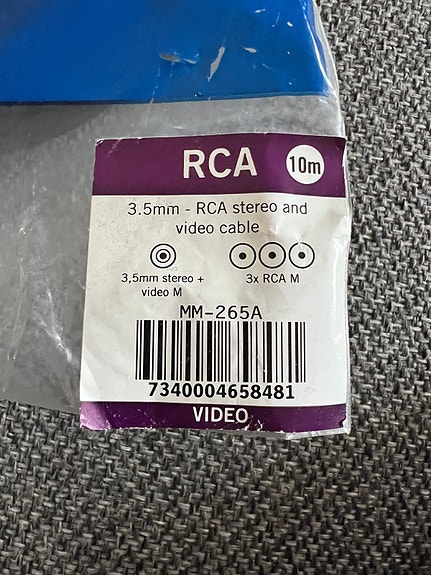 RCA
10m
3.5mm - RCA stereo and
video cable
3,5mm stereo +
video M
3x RCA M
MM-265A
7340004658481
VIDEO